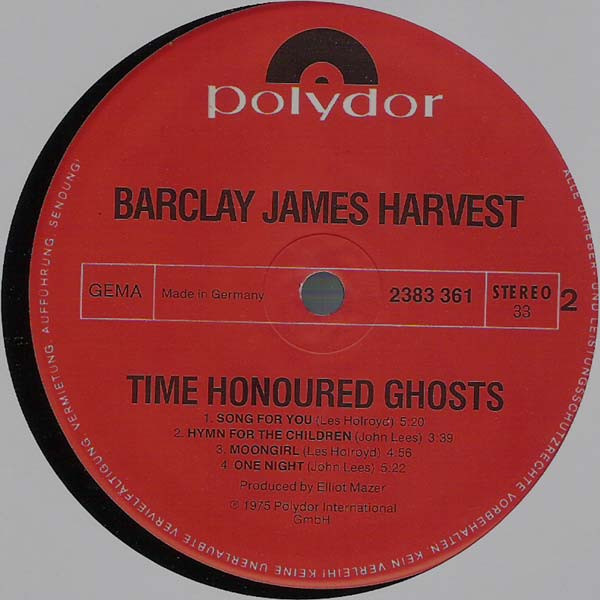 polydor
BARCLAY JAMES HARVEST
GEMA
Made in Germany
2383 361
STEREO
33
2
TIME HONOURED GHOSTS
1. SONG FOR YOU (Les Holroyd) 5:20
2. HYMN FOR THE CHILDREN (John Lees) 3:39
3. MOONGIRL (Les Holroyd) 4:56
4. ONE NIGHT (John Lees) 5:22
Produced by Elliot Mazer
Ⓟ 1975 Polydor International
GmbH
ALLE URHEBER- UND LEISTUNGSSCHUTZRECHTE VORBEHALTEN. KEIN VERLEIH! KEINE UNERLAUBTE VERVIELFÄLTIGUNG, VERMIETUNG, AUFFÜHRUNG, SENDUNG!